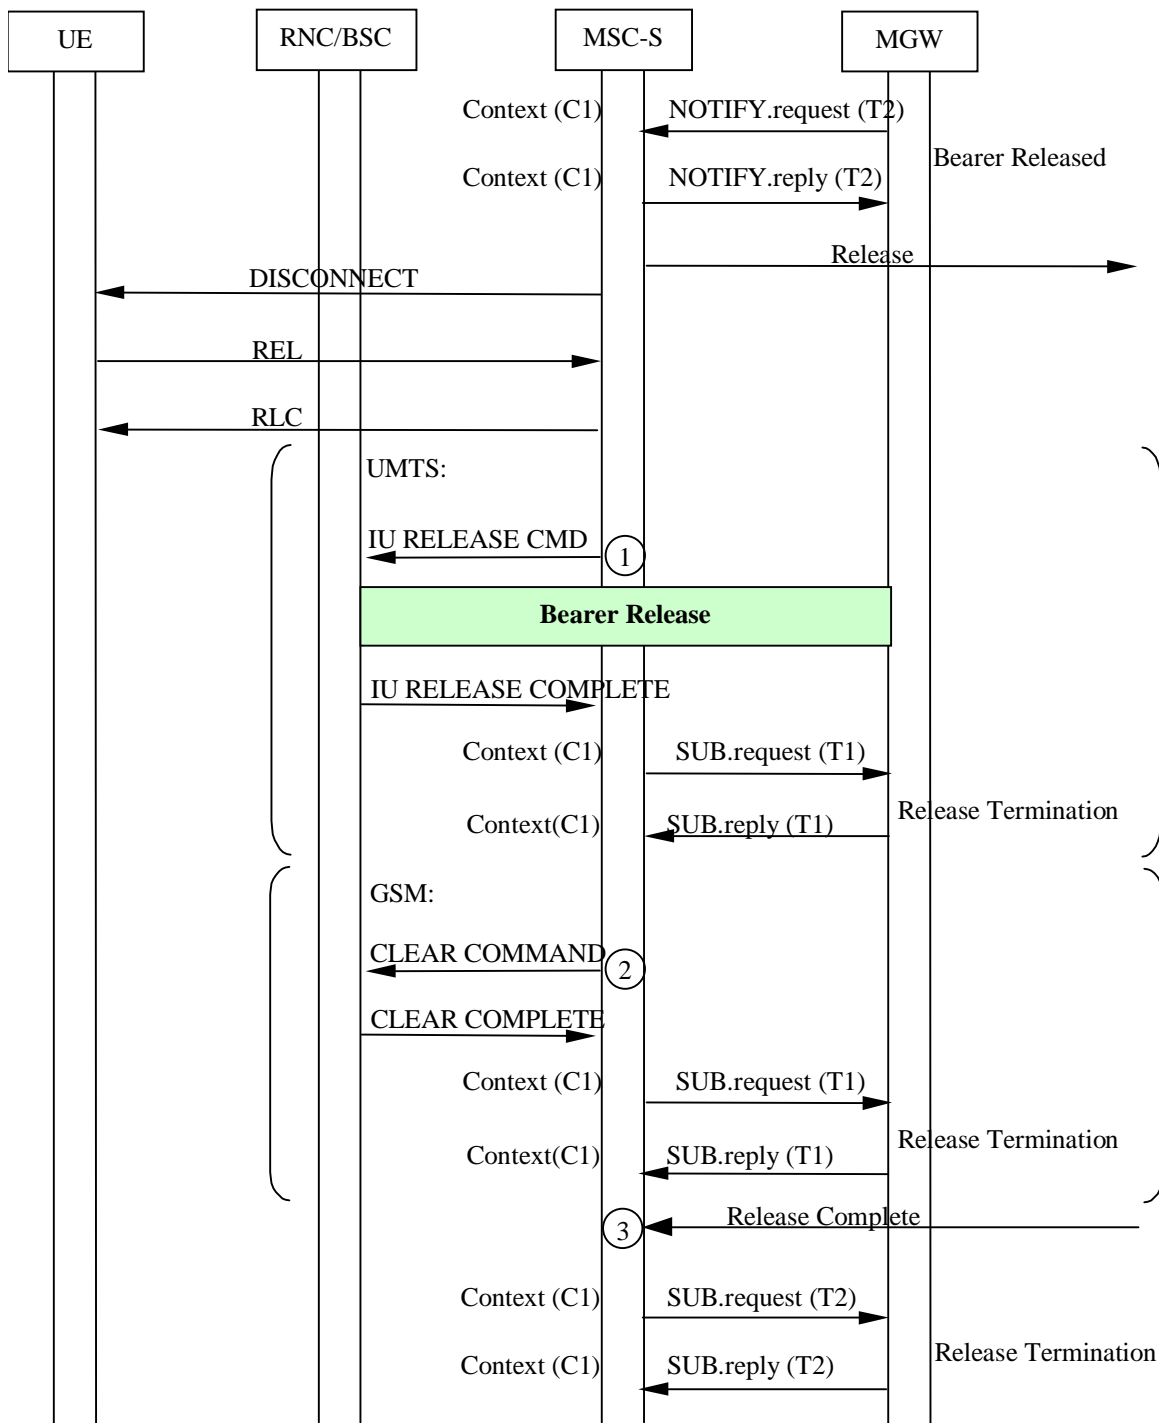 UE
RNC/BSC
MSC-S
MGW
Context (C1)
NOTIFY.request (T2)
Bearer Released
Context (C1)
NOTIFY.reply (T2)
Release
DISCONNECT
REL
RLC
UMTS:
IU RELEASE CMD
1
Bearer Release
IU RELEASE COMPLETE
Context (C1)
SUB.request (T1)
Release Termination
Context(C1)
SUB.reply (T1)
GSM:
CLEAR COMMAND
2
CLEAR COMPLETE
Context (C1)
SUB.request (T1)
Release Termination
Context(C1)
SUB.reply (T1)
3
Release Complete
Context (C1)
SUB.request (T2)
Release Termination
Context (C1)
SUB.reply (T2)